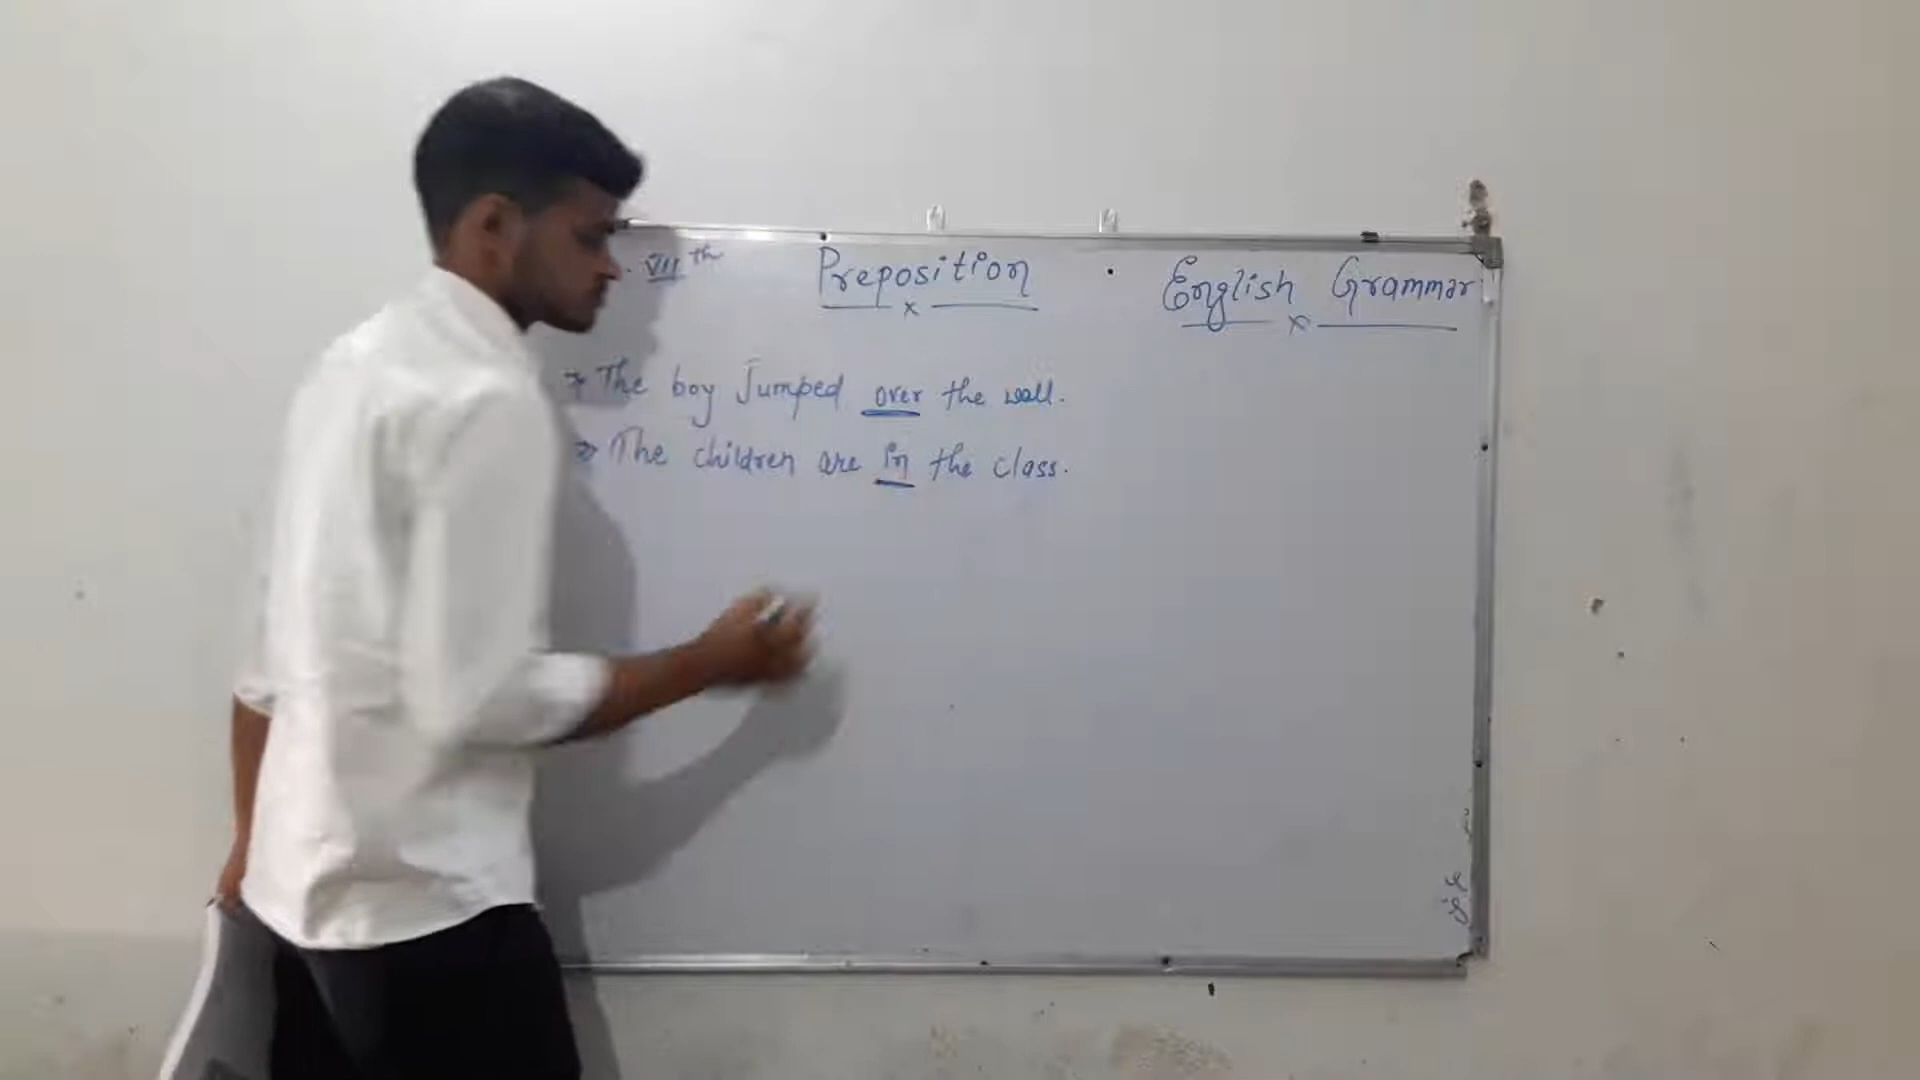 VII th Preposition English Grammar
The boy Jumped over the wall.
The children are in the class.